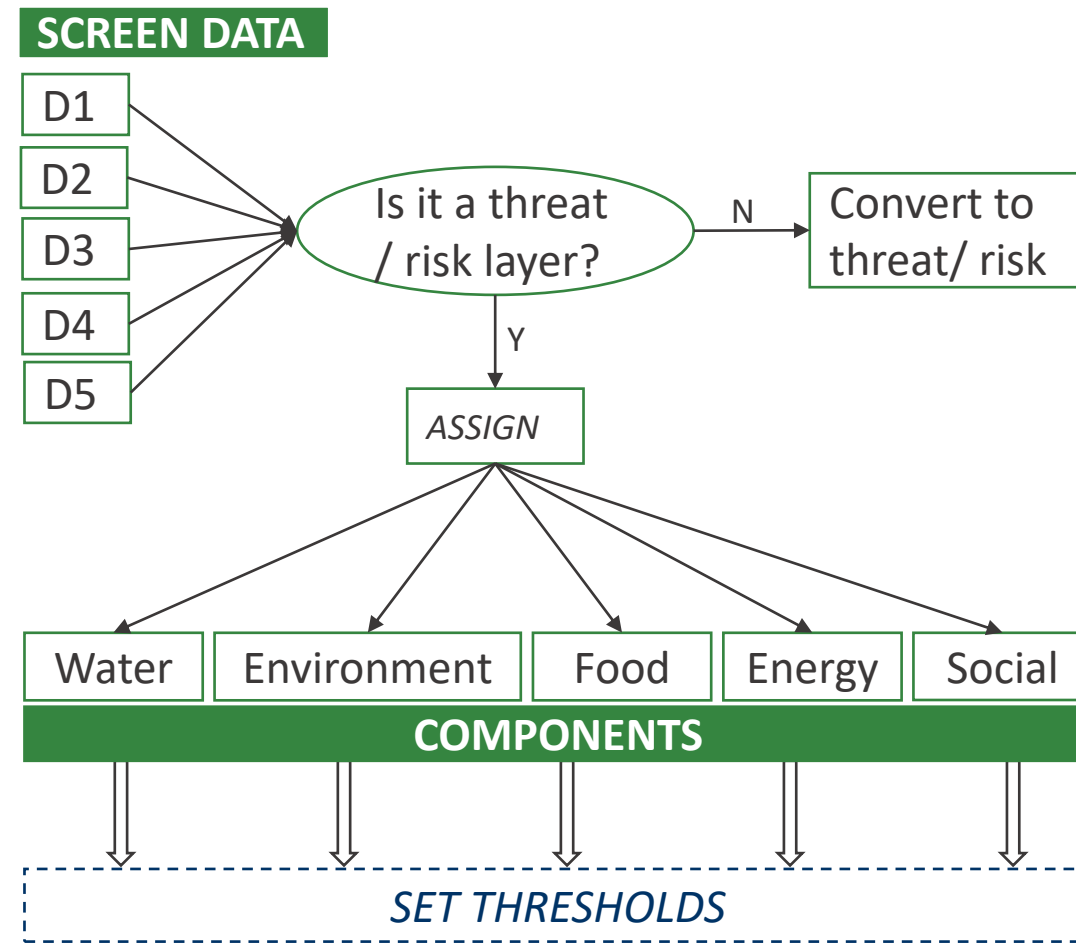 SCREEN DATA
D1
D2
D3
D4
D5
Is it a threat
/ risk layer?
N
Convert to
threat/ risk
Y
ASSIGN
Water
Environment
Food
Energy
Social
COMPONENTS
SET THRESHOLDS